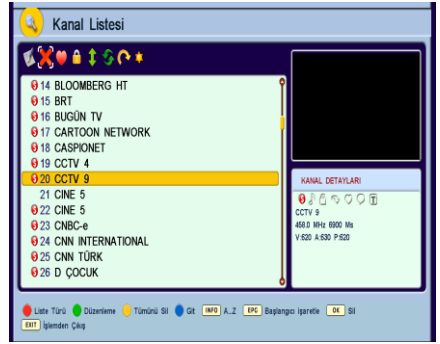 Kanal Listesi
14 BLOOMBERG HT
15 BRT
16 BUGÜN TV
17 CARTOON NETWORK
18 CASPIONET
19 CCTV 4
20 CCTV 9
21 CINE 5
22 CINE 5
23 CNBC-e
24 CNN INTERNATIONAL
25 CNN TÜRK
26 D ÇOCUK
KANAL DETAYLARI
CCTV 9
458.0 MHz 6900 Ms
V:620 A:630 P:620
Liste Türü Düzenleme Tümünü Sil Git INFO A..Z EPG Başlangıcı işaretle OK Sil
EXIT İşlemden Çıkış